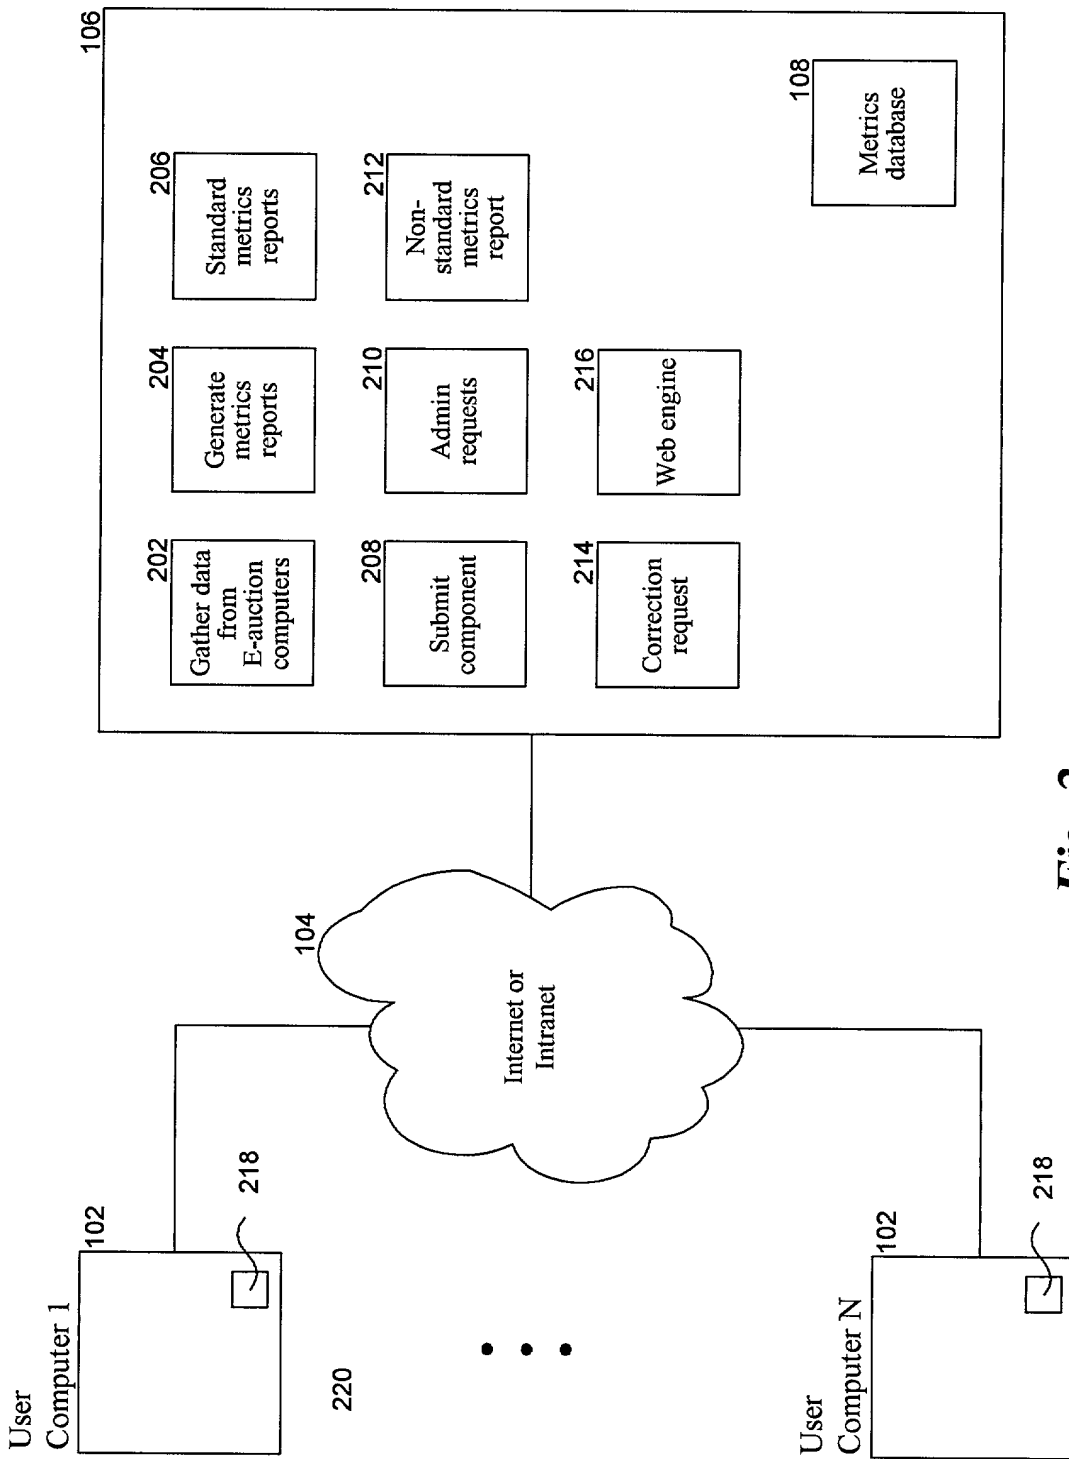 User
Computer 1
102
218
220
User
Computer N
102
218
104
Internet or
Intranet
106
202
Gather data
from
E-auction
computers
204
Generate
metrics
reports
206
Standard
metrics
reports
208
Submit
component
210
Admin
requests
212
Non-
standard
metrics
report
214
Correction
request
216
Web engine
108
Metrics
database